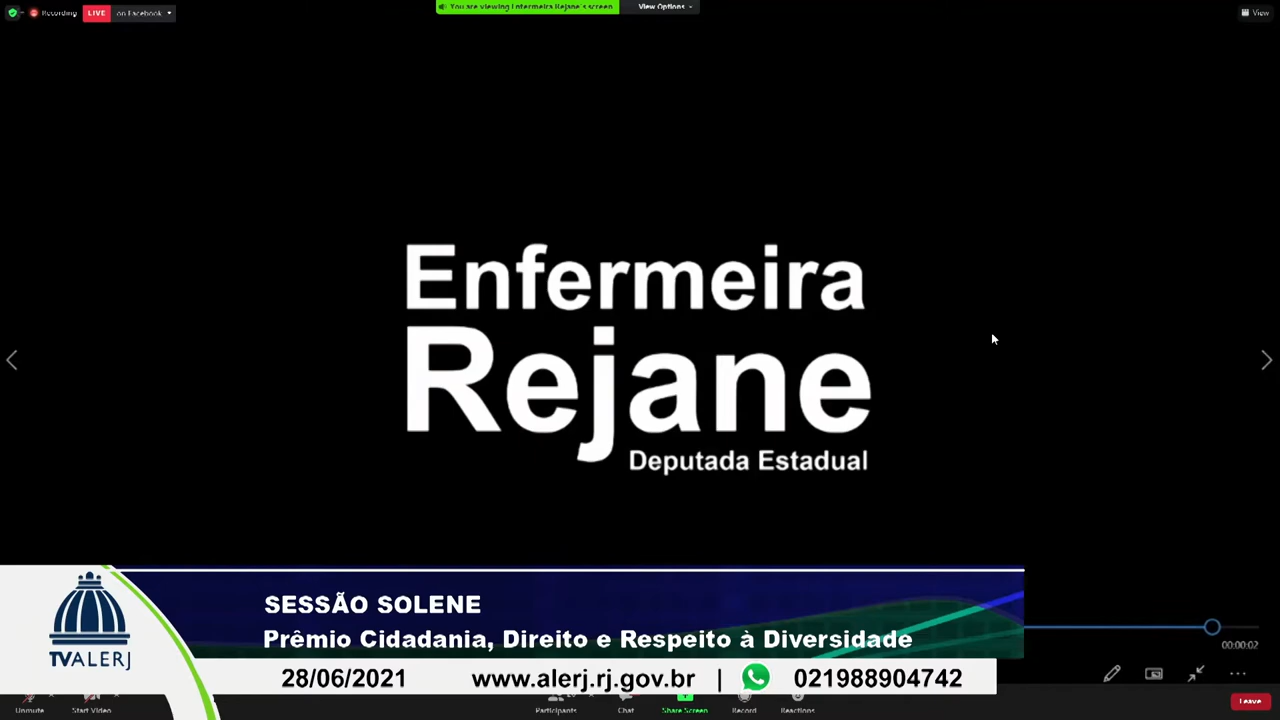 Recording
LIVE
on Facebook
You are viewing Enfermeira Rejane's screen
View Options
View
Enfermeira
Rejane
Deputada Estadual
SESSÃO SOLENE
Prêmio Cidadania, Direito e Respeito à Diversidade
TVALERJ
28/06/2021 www.alerj.rj.gov.br | 021988904742
00:00:02
Unmute
Start Video
Participants
Chat
Share Screen
Record
Reactions
Leave